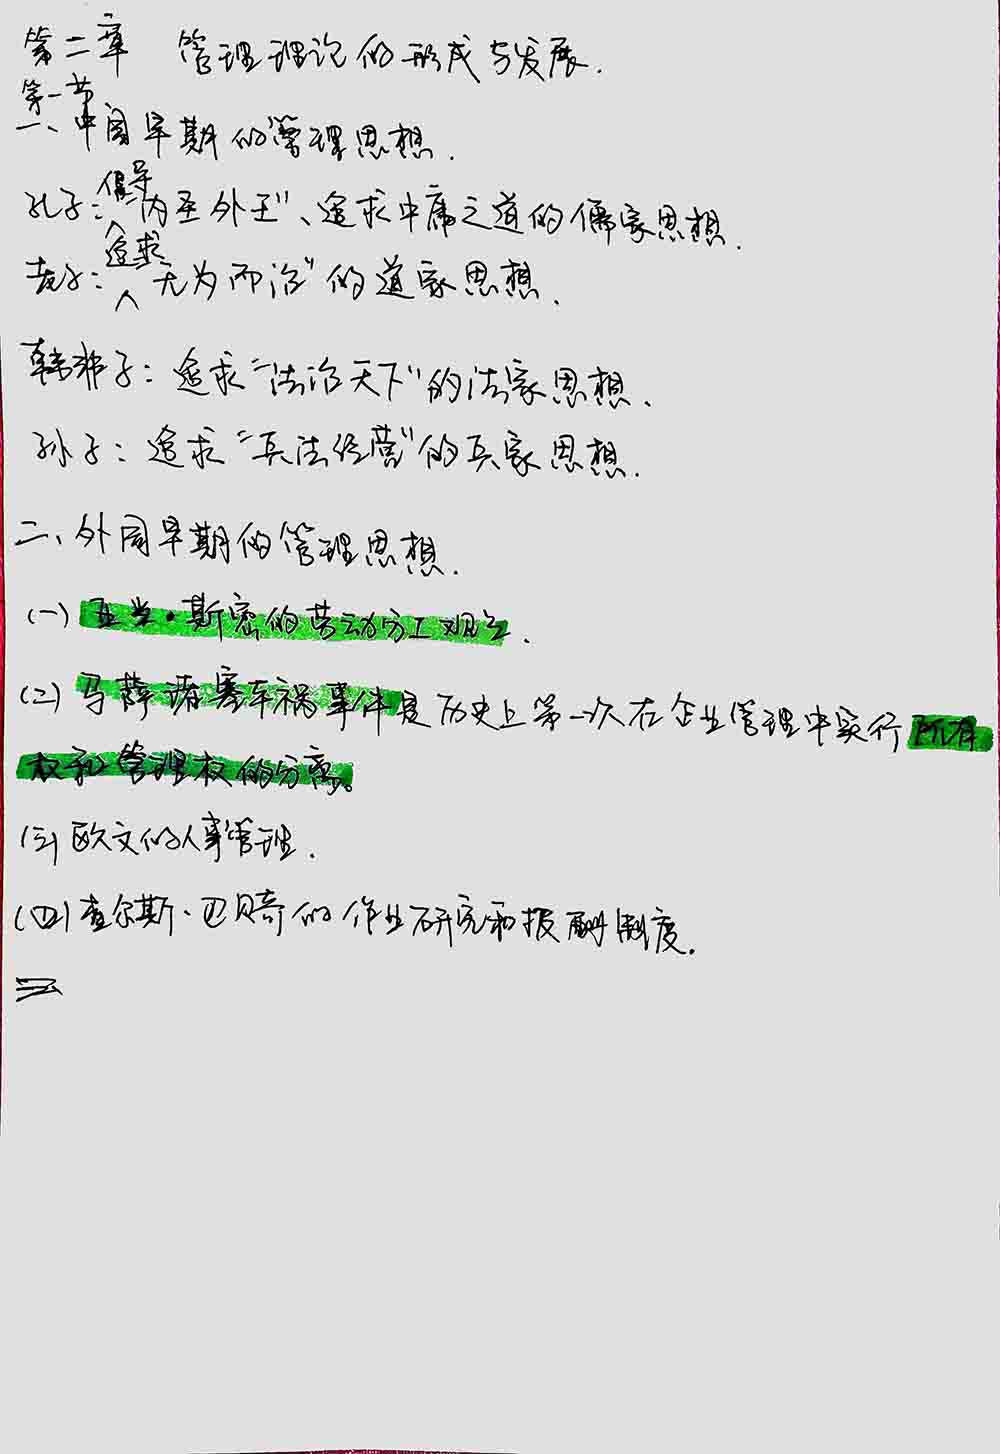 第二章 管理理论的形成与发展.
第一节
一、中国早期的管理思想.
孔子:倡导"内圣外王"、追求中庸之道的儒家思想.
老子:追求"无为而治"的道家思想.
韩非子:追求"法治天下"的法家思想.
孙子:追求"兵法经营"的兵家思想.
二、外国早期的管理思想.
(一)亚当·斯密的劳动分工观点.
(二)马萨诸塞车祸事件是历史上第一次在企业管理中实行所有
权和管理权的分离。
(三)欧文的人事管理.
(四)查尔斯·巴贝奇的作业研究和报酬制度.
三